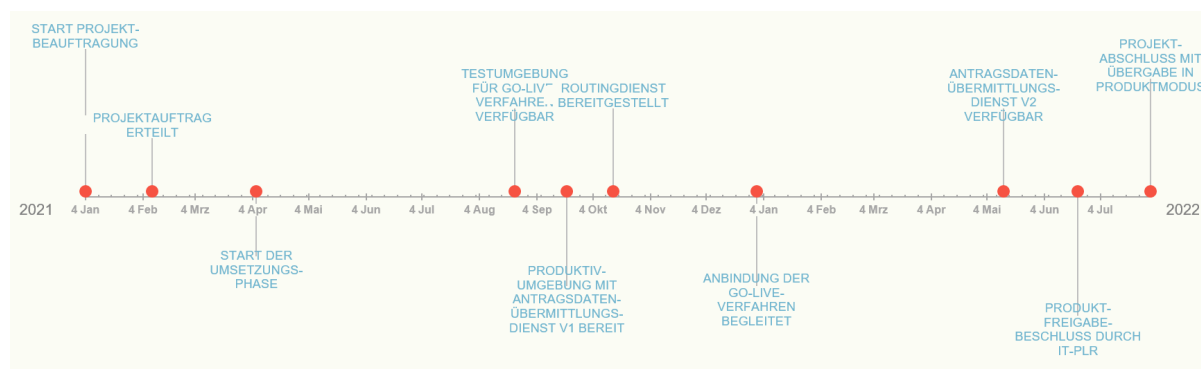 START PROJEKT-
BEAUFTRAGUNG
PROJEKTAUFTRAG
ERTEILT
TESTUMGEBUNG
FÜR GO-LIVE
VERFAHRE..
VERFÜGBAR
ROUTINGDIENST
BEREITGESTELLT
ANTRAGSDATEN-
ÜBERMITTLUNGS-
DIENST V2
VERFÜGBAR
PROJEKT-
ABSCHLUSS MIT
ÜBERGABE IN
PRODUKTMODUS
2021 4 Jan 4 Feb 4 Mrz 4 Apr 4 Mai 4 Jun 4 Jul 4 Aug 4 Sep 4 Okt 4 Nov 4 Dez 4 Jan 4 Feb 4 Mrz 4 Apr 4 Mai 4 Jun 4 Jul 2022
START DER
UMSETZUNGS-
PHASE
PRODUKTIV-
UMGEBUNG MIT
ANTRAGSDATEN-
ÜBERMITTLUNGS-
DIENST V1 BEREIT
ANBINDUNG DER
GO-LIVE-
VERFAHREN
BEGLEITET
PRODUKT-
FREIGABE-
BESCHLUSS DURCH
IT-PLR